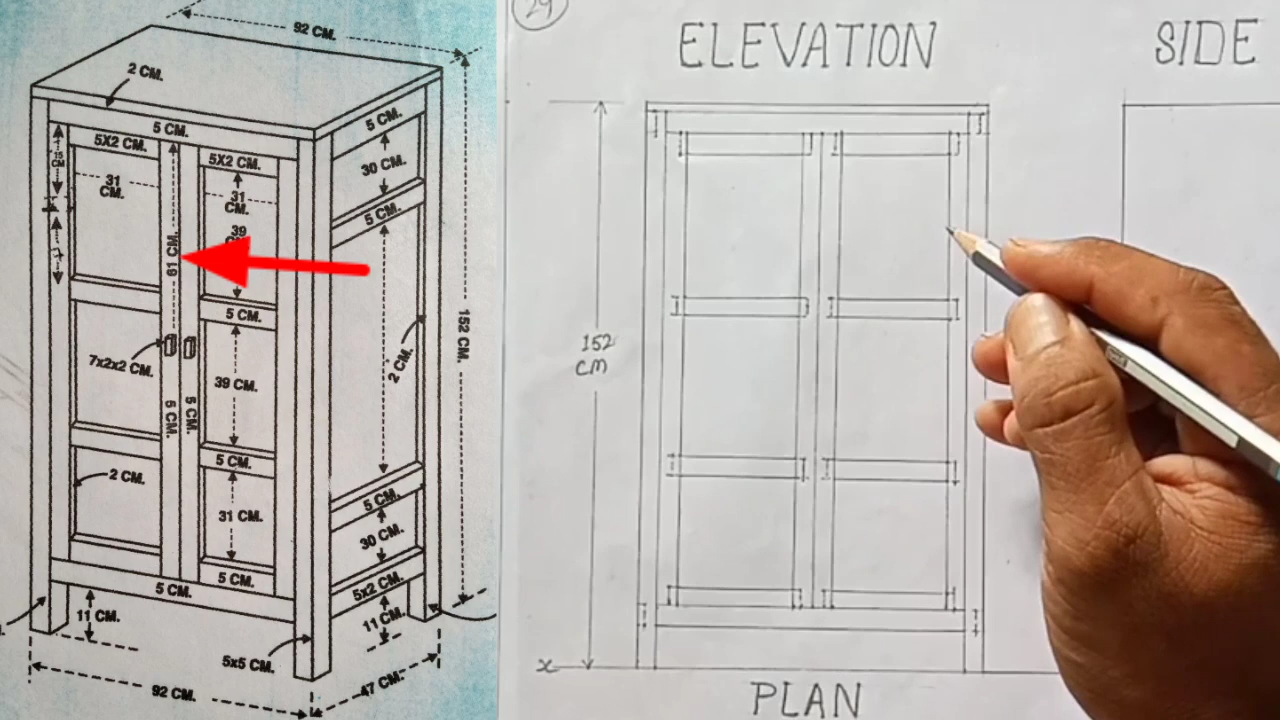 92 CM.
2 CM.
5 CM.
5 CM.
5X2 CM.
5X2 CM.
15 CM
30 CM.
31 CM.
31 CM.
5 CM.
39
61 CM.
5 CM.
152 CM.
7x2x2 CM.
39 CM.
2 CM.
5 CM.
5 CM.
5 CM.
2 CM.
5 CM.
31 CM.
30 CM.
5 CM.
5 CM.
5x2 CM.
11 CM.
11 CM.
5x5 CM.
92 CM.
47 CM.
29
ELEVATION
SIDE
152
CM
x
PLAN